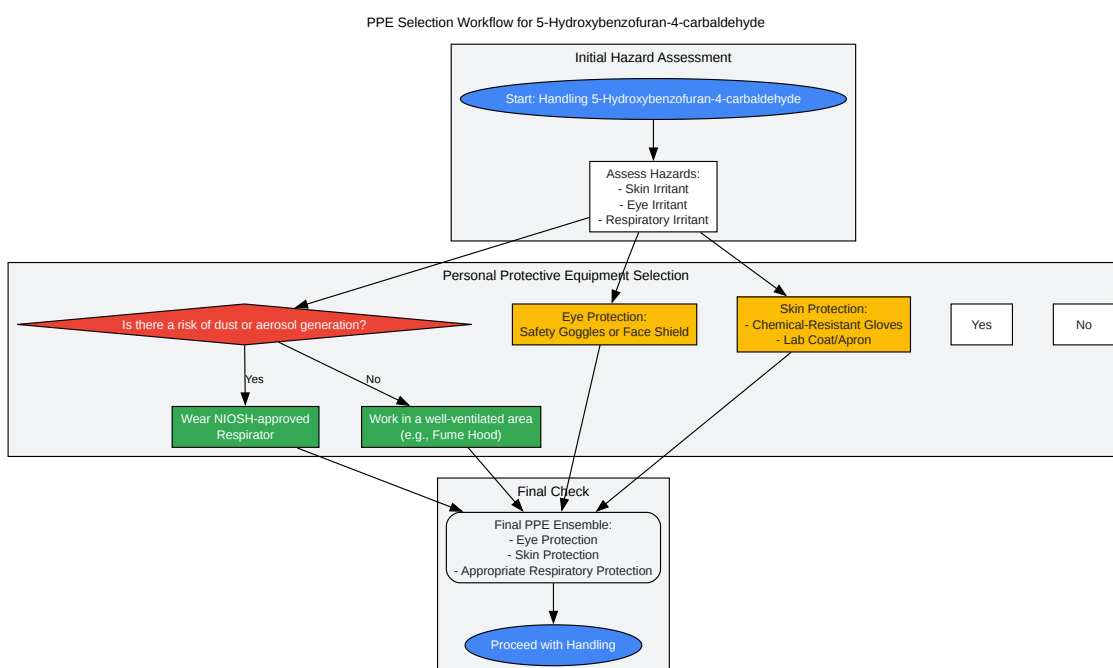 PPE Selection Workflow for 5-Hydroxybenzofuran-4-carbaldehyde
Initial Hazard Assessment
Start: Handling 5-Hydroxybenzofuran-4-carbaldehyde
Assess Hazards:
- Skin Irritant
- Eye Irritant
- Respiratory Irritant
Personal Protective Equipment Selection
Is there a risk of dust or aerosol generation?
Eye Protection:
Safety Goggles or Face Shield
Skin Protection:
- Chemical-Resistant Gloves
- Lab Coat/Apron
Yes
No
Yes
No
Wear NIOSH-approved
Respirator
Work in a well-ventilated area
(e.g., Fume Hood)
Final Check
Final PPE Ensemble:
- Eye Protection
- Skin Protection
- Appropriate Respiratory Protection
Proceed with Handling